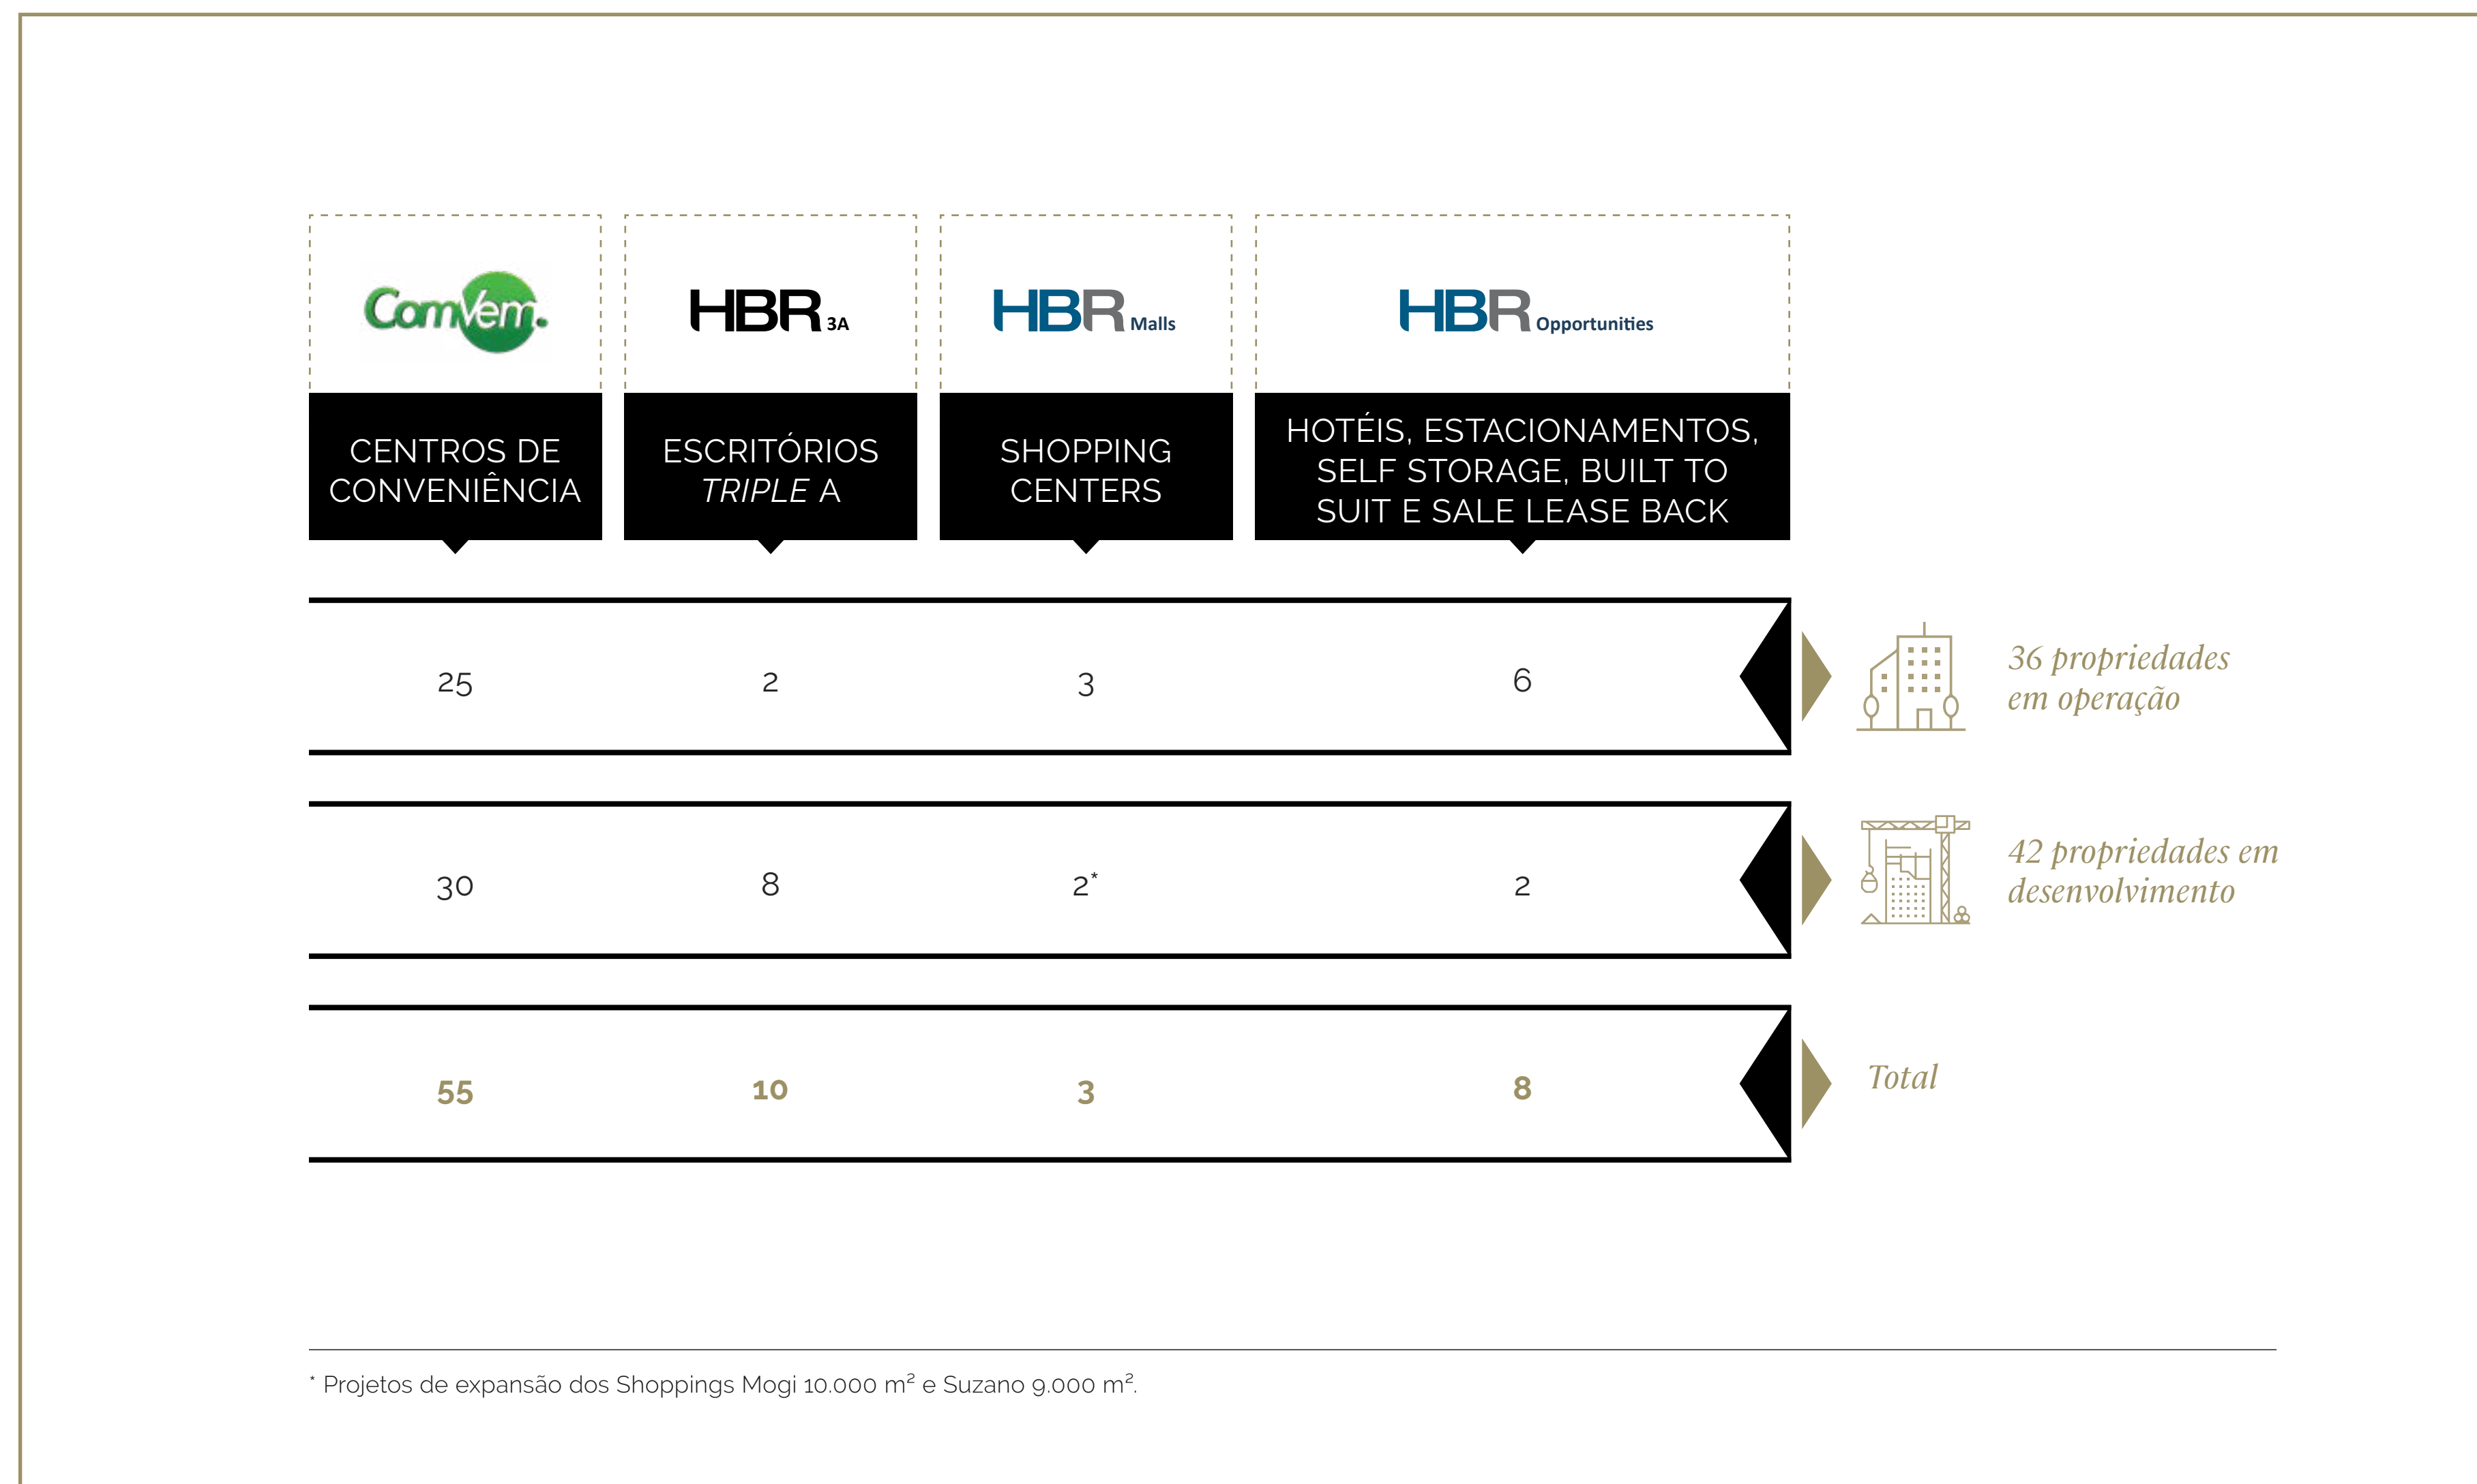 ComVem.
HBR 3A
HBR Malls
HBR Opportunities
CENTROS DE
CONVENIÊNCIA
ESCRITÓRIOS
TRIPLE A
SHOPPING
CENTERS
HOTÉIS, ESTACIONAMENTOS,
SELF STORAGE, BUILT TO
SUIT E SALE LEASE BACK
25 2 3 6
36 propriedades
em operação
30 8 2* 2
42 propriedades em
desenvolvimento
55 10 3 8
Total
* Projetos de expansão dos Shoppings Mogi 10.000 m² e Suzano 9.000 m².